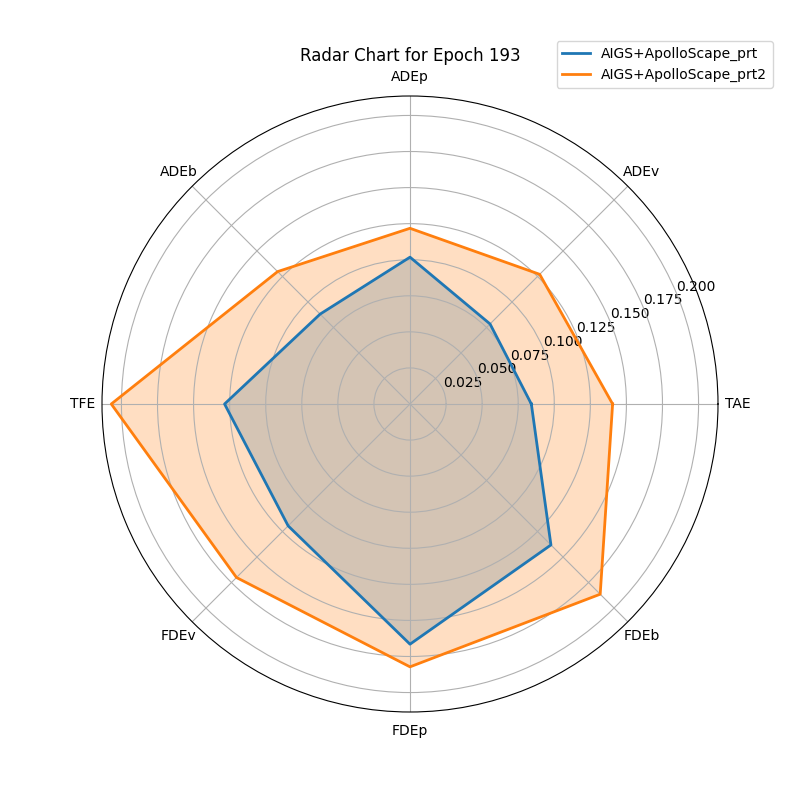 Radar Chart for Epoch 193
AIGS+ApolloScape_prt
AIGS+ApolloScape_prt2
ADEp
ADEb
ADEv
0.200
0.175
0.150
0.125
0.100
0.075
0.050
0.025
TFE
TAE
FDEv
FDEb
FDEp